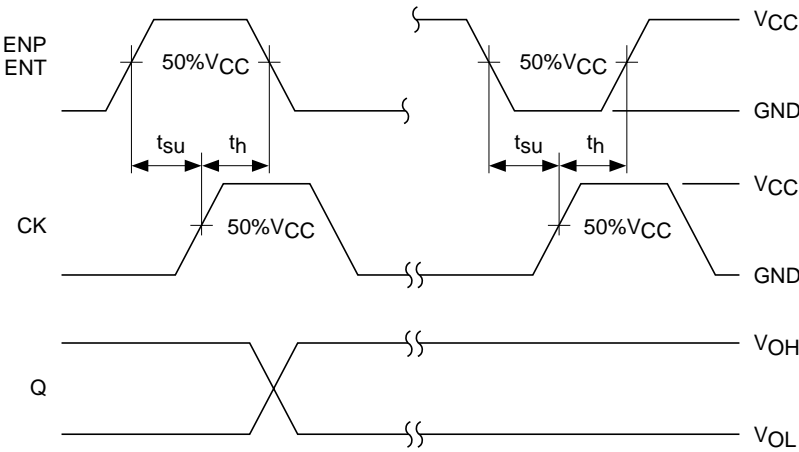 VCC
ENP
ENT
50%VCC
50%VCC
GND
tsu
th
tsu
th
VCC
CK
50%VCC
50%VCC
GND
VOH
Q
VOL